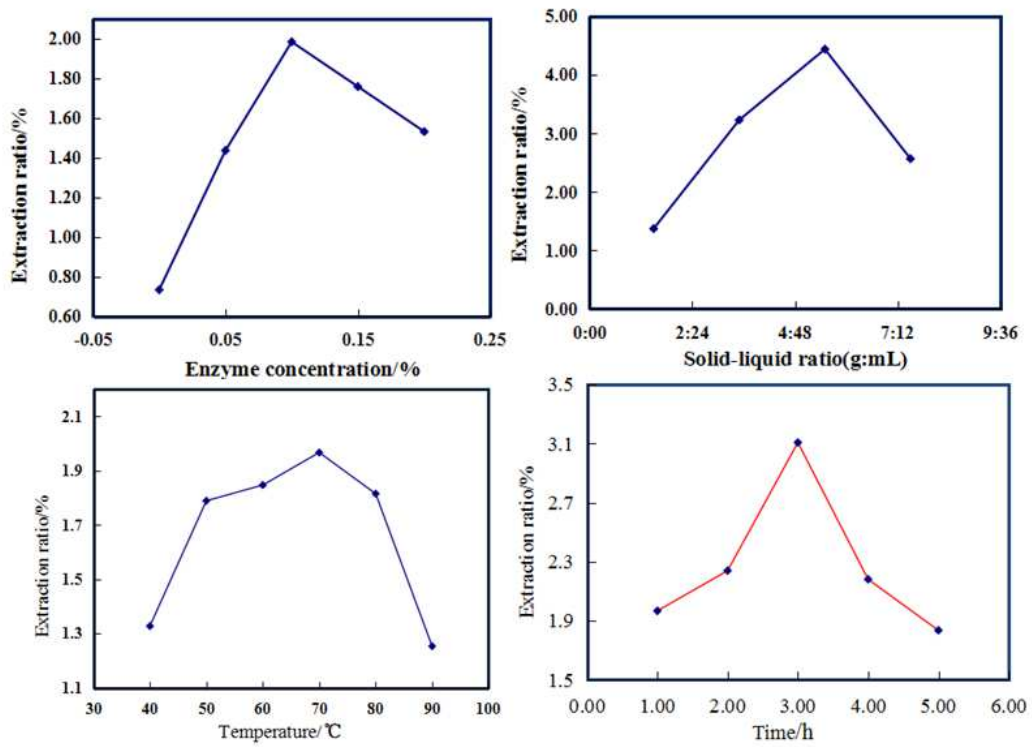 2.00
1.80
1.60
1.40
1.20
1.00
0.80
0.60
Extraction ratio/%
-0.05 0.05 0.15 0.25
Enzyme concentration/%
5.00
4.00
3.00
2.00
1.00
0.00
Extraction ratio/%
0:00 2:24 4:48 7:12 9:36
Solid-liquid ratio(g:mL)
2.1
1.9
1.7
1.5
1.3
1.1
Extraction ratio/%
30 40 50 60 70 80 90 100
Temperature/℃
3.5
3.1
2.7
2.3
1.9
1.5
Extraction ratio/%
0.00 1.00 2.00 3.00 4.00 5.00 6.00
Time/h